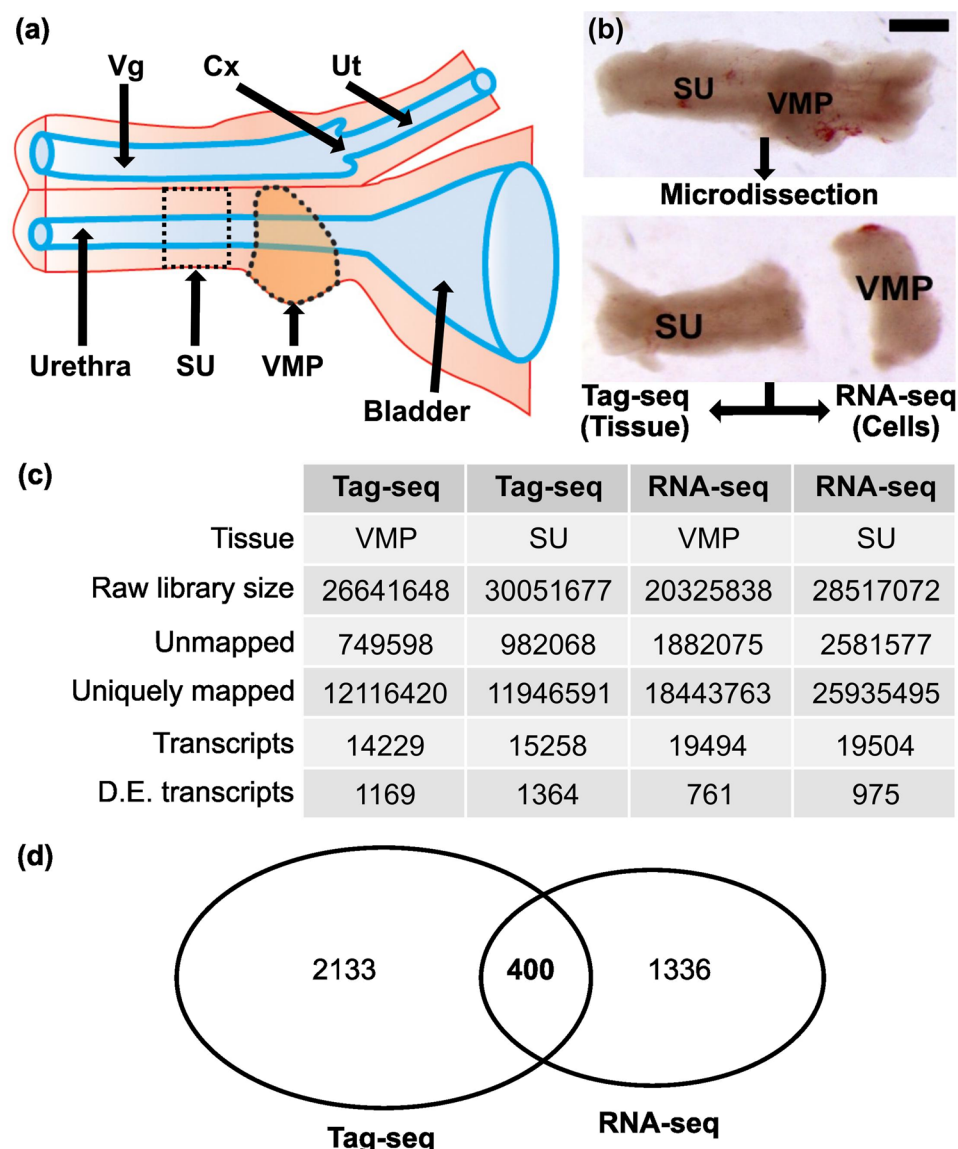 (a)
Vg
Cx
Ut
Urethra
SU
VMP
Bladder
(b)
SU
VMP
Microdissection
SU
VMP
Tag-seq
(Tissue)
RNA-seq
(Cells)
(c)
Tag-seq Tag-seq RNA-seq RNA-seq
Tissue VMP SU VMP SU
Raw library size 26641648 30051677 20325838 28517072
Unmapped 749598 982068 1882075 2581577
Uniquely mapped 12116420 11946591 18443763 25935495
Transcripts 14229 15258 19494 19504
D.E. transcripts 1169 1364 761 975
(d)
2133 400 1336
Tag-seq
RNA-seq